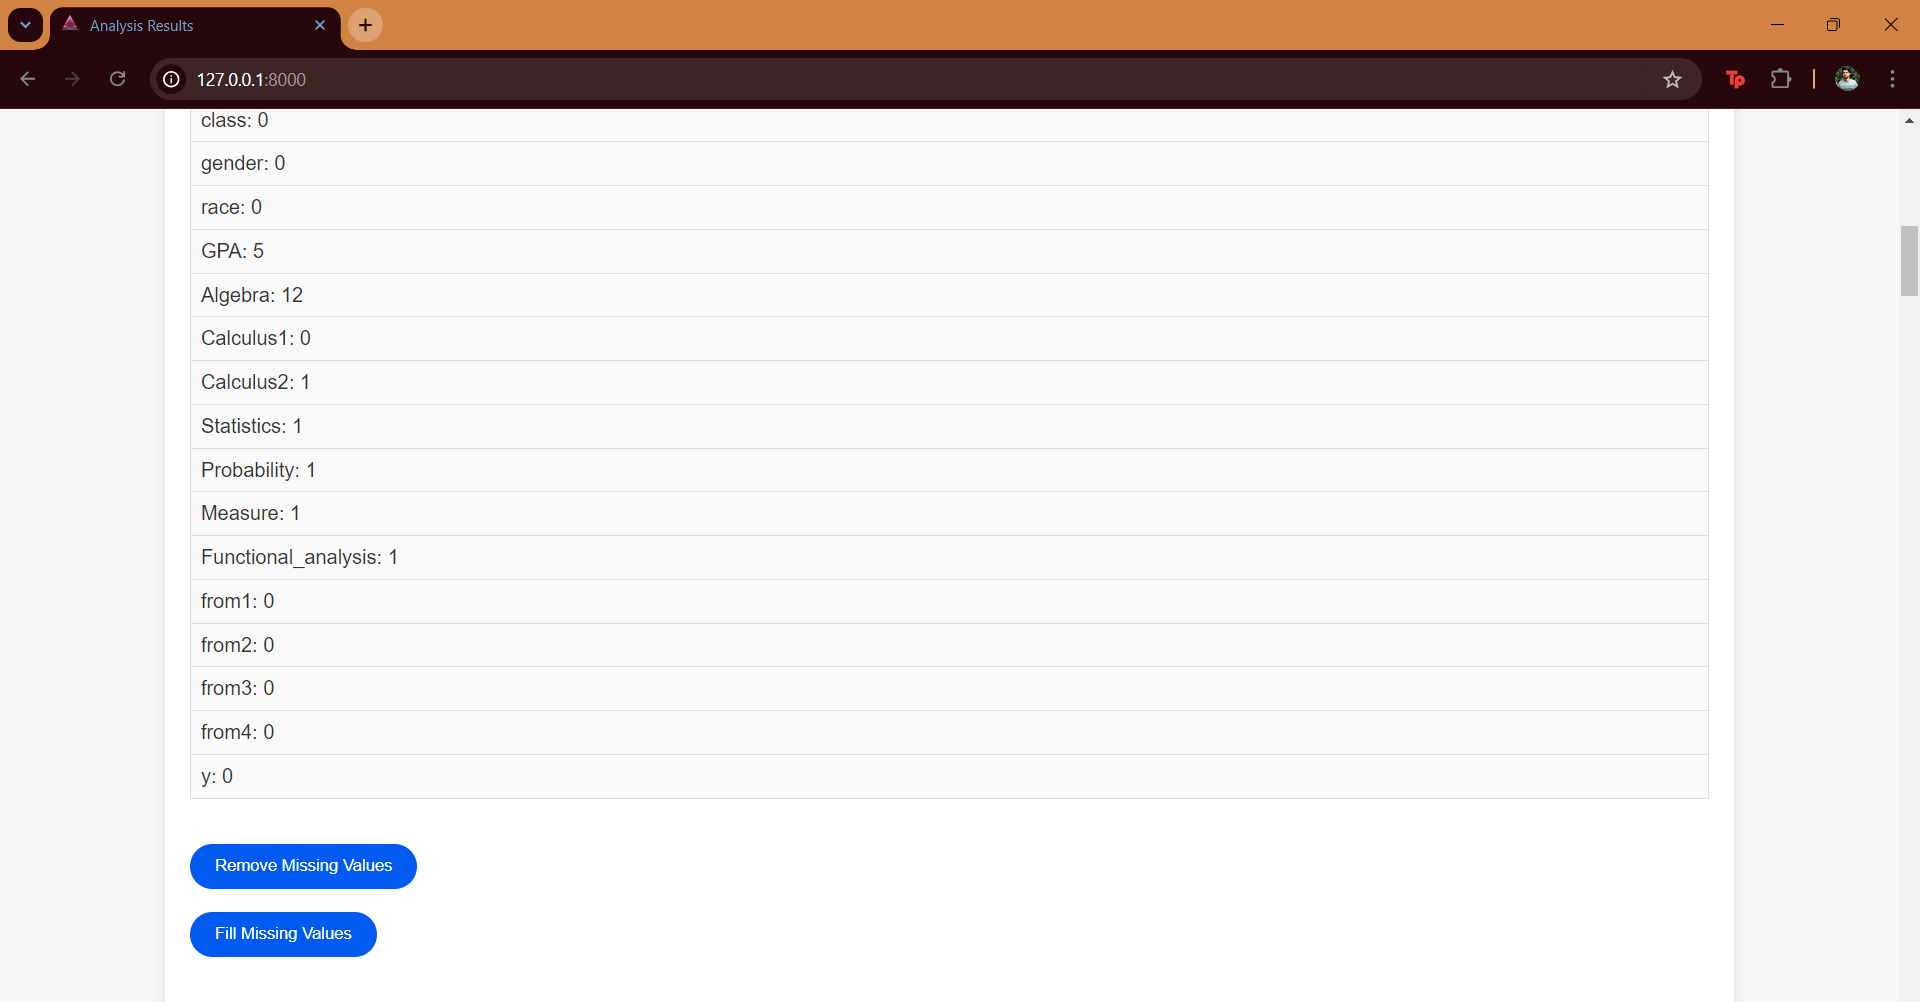 Analysis Results
127.0.0.1:8000
Tp
class: 0
gender: 0
race: 0
GPA: 5
Algebra: 12
Calculus1: 0
Calculus2: 1
Statistics: 1
Probability: 1
Measure: 1
Functional_analysis: 1
from1: 0
from2: 0
from3: 0
from4: 0
y: 0
Remove Missing Values
Fill Missing Values